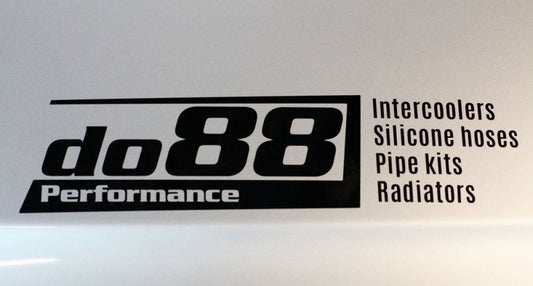 do88
Performance
Intercoolers
Silicone hoses
Pipe kits
Radiators